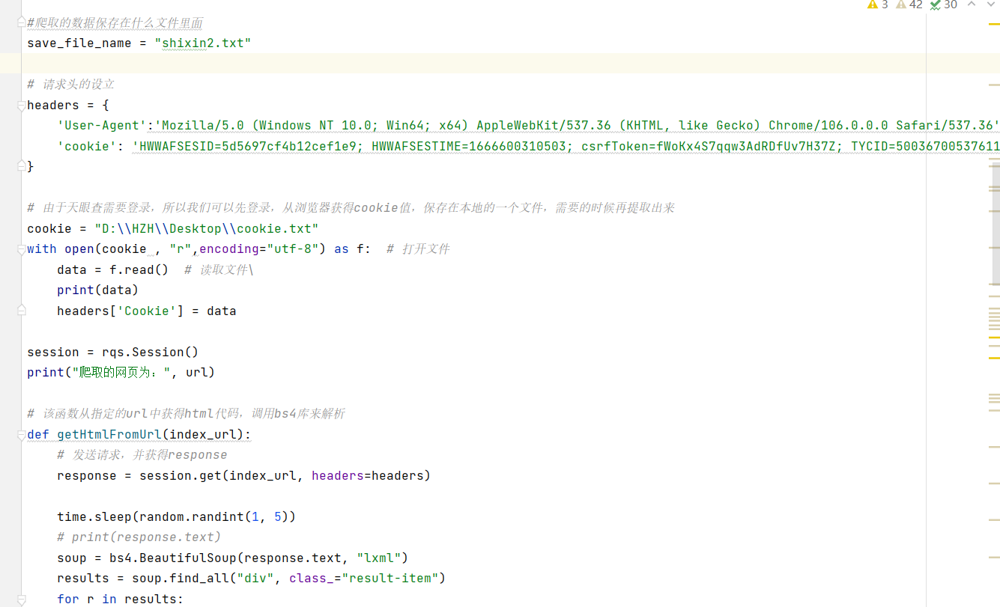 3 42 30
#爬取的数据保存在什么文件里面
save_file_name = "shixin2.txt"
# 请求头的设立
headers = {
'User-Agent':'Mozilla/5.0 (Windows NT 10.0; Win64; x64) AppleWebKit/537.36 (KHTML, like Gecko) Chrome/106.0.0.0 Safari/537.36'
'cookie': 'HWWAFSESID=5d5697cf4b12cef1e9; HWWAFSESTIME=1666600310503; csrfToken=fWoKx4S7qqw3AdRDfUv7H37Z; TYCID=50036700537611
}
# 由于天眼查需要登录，所以我们可以先登录，从浏览器获得cookie值，保存在本地的一个文件，需要的时候再提取出来
cookie = "D:\\HZH\\Desktop\\cookie.txt"
with open(cookie , "r",encoding="utf-8") as f:  # 打开文件
data = f.read()  # 读取文件\
print(data)
headers['Cookie'] = data
session = rqs.Session()
print("爬取的网页为：", url)
# 该函数从指定的url中获得html代码，调用bs4库来解析
def getHtmlFromUrl(index_url):
# 发送请求，并获得response
response = session.get(index_url, headers=headers)
time.sleep(random.randint(1, 5))
# print(response.text)
soup = bs4.BeautifulSoup(response.text, "lxml")
results = soup.find_all("div", class_="result-item")
for r in results: